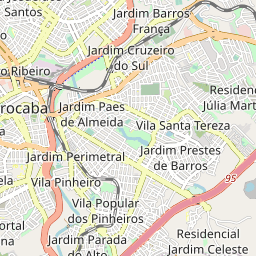 Santos
Jardim Barros
França
Jardim Cruzeiro
do Sul
o Ribeiro
Residenc
Júlia Mart
rocaba
Jardim Paes
de Almeida
Vila Santa Tereza
Jardim Perimetral
Jardim Prestes
de Barros
ela
Vila Pinheiro
95
Vila Popular
dos Pinheiros
ortal
ana
Jardim Parada
do Alto
Residencial
Jardim Celeste